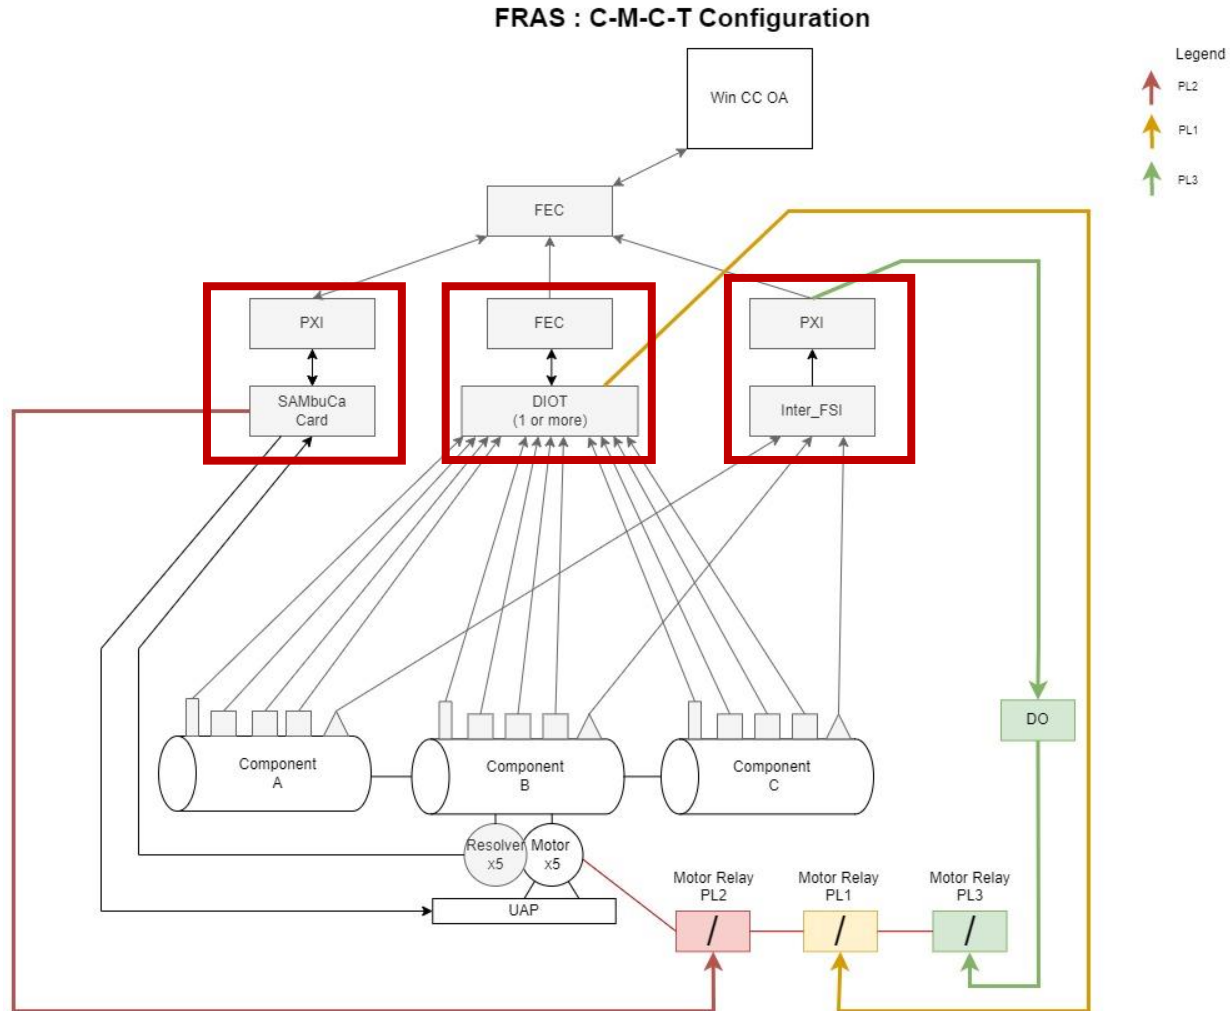 FRAS : C-M-C-T Configuration
Legend
PL2
PL1
PL3
Win CC OA
FEC
PXI
FEC
PXI
SAMbuCa
Card
DIOT
(1 or more)
Inter_FSI
DO
Component
A
Component
B
Component
C
Resolver
x5
Motor
x5
UAP
Motor Relay
PL2
Motor Relay
PL1
Motor Relay
PL3
/
/
/